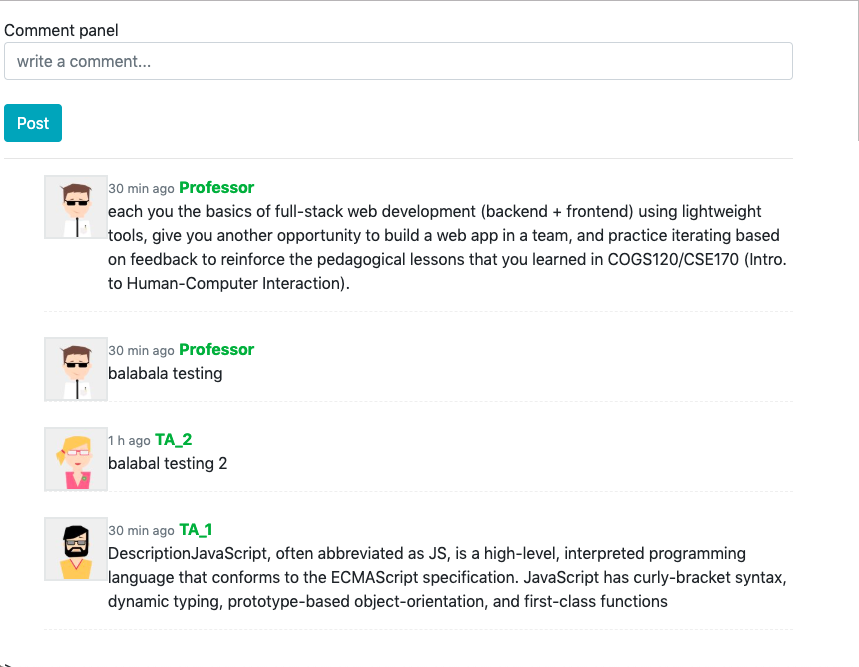 Comment panel
write a comment...
Post
30 min ago Professor
each you the basics of full-stack web development (backend + frontend) using lightweight
tools, give you another opportunity to build a web app in a team, and practice iterating based
on feedback to reinforce the pedagogical lessons that you learned in COGS120/CSE170 (Intro.
to Human-Computer Interaction).
30 min ago Professor
balabala testing
1 h ago TA_2
balabal testing 2
30 min ago TA_1
DescriptionJavaScript, often abbreviated as JS, is a high-level, interpreted programming
language that conforms to the ECMAScript specification. JavaScript has curly-bracket syntax,
dynamic typing, prototype-based object-orientation, and first-class functions